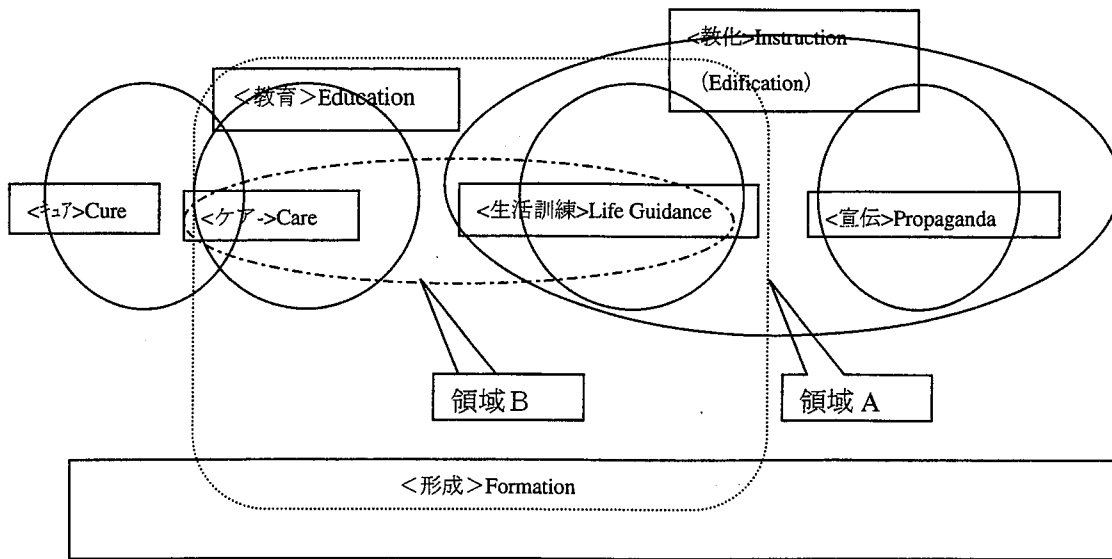 <教化>Instruction
(Edification)
<教育>Education
<キュア>Cure
<ケア->Care
<生活訓練>Life Guidance
<宣伝>Propaganda
領域B
領域A
<形成>Formation